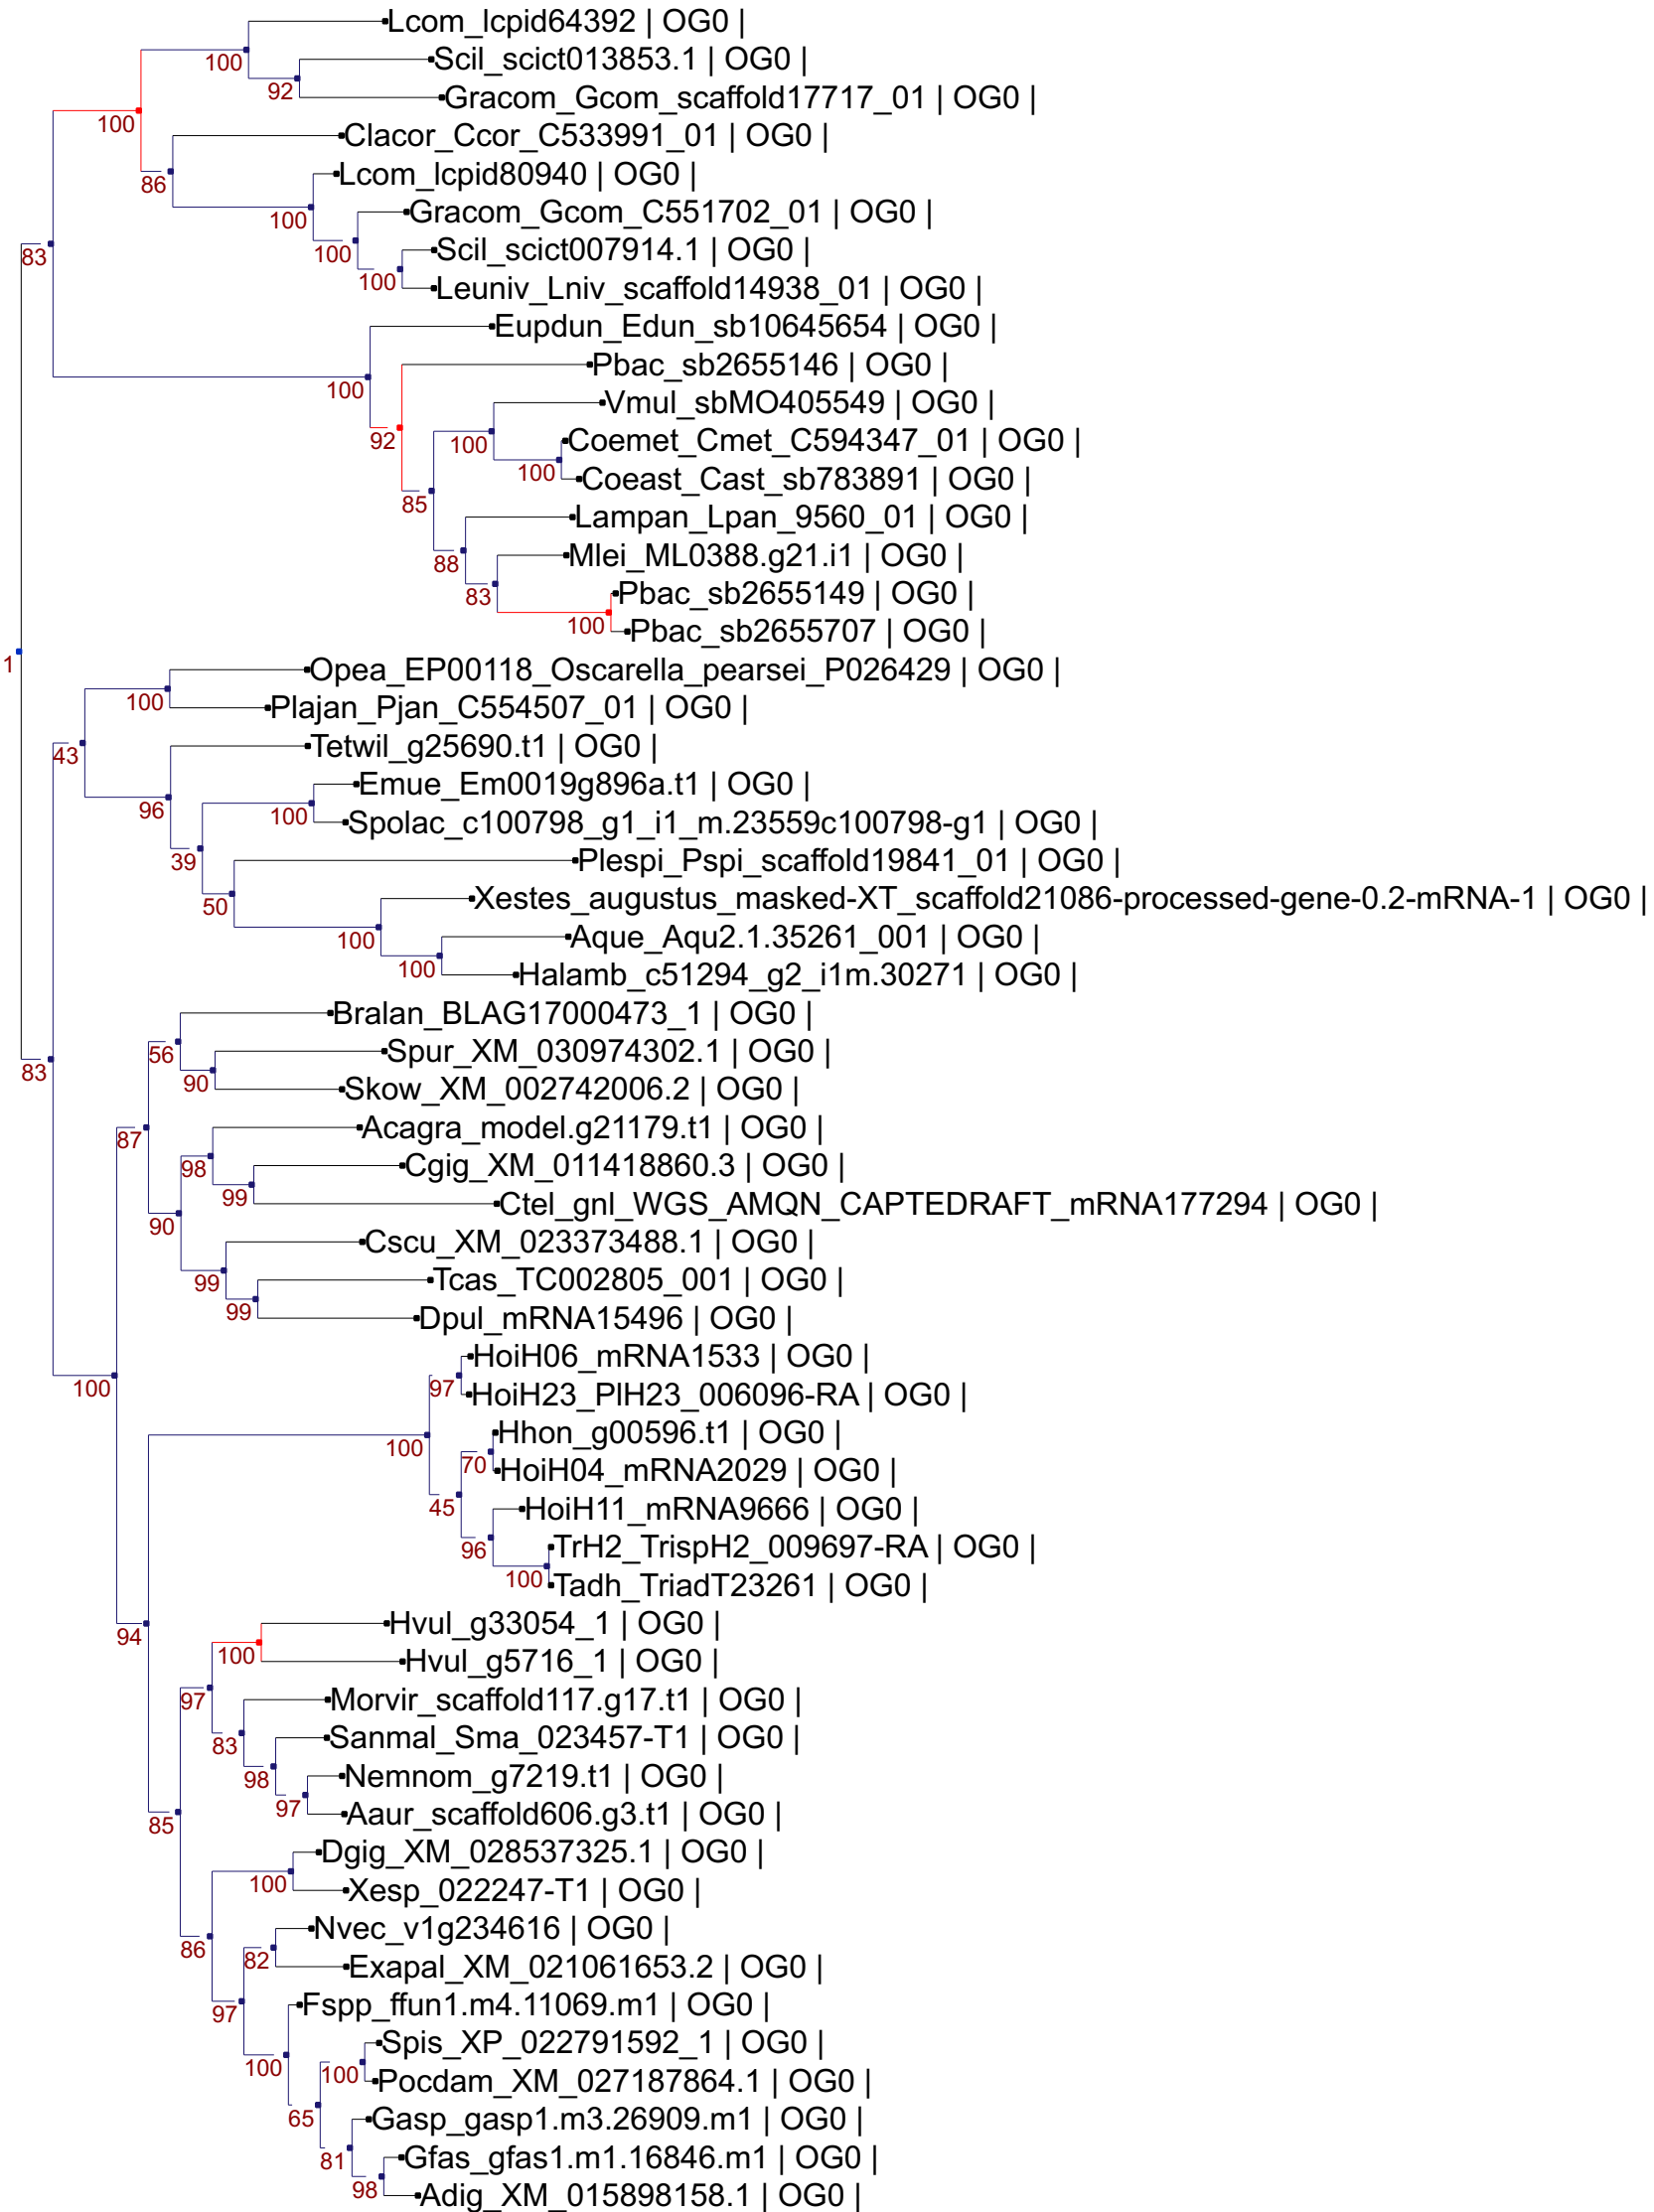 Lcom_lcpid64392 | OG0 |
100
Scil_scict013853.1 | OG0 |
92
Gracom_Gcom_scaffold17717_01 | OG0 |
100
Clacor_Ccor_C533991_01 | OG0 |
86
Lcom_lcpid80940 | OG0 |
100
Gracom_Gcom_C551702_01 | OG0 |
100
Scil_scict007914.1 | OG0 |
83
100
Leuniv_Lniv_scaffold14938_01 | OG0 |
Eupdun_Edun_sb10645654 | OG0 |
Pbac_sb2655146 | OG0 |
100
Vmul_sbMO405549 | OG0 |
92
100
Coemet_Cmet_C594347_01 | OG0 |
100
Coeast_Cast_sb783891 | OG0 |
85
Lampan_Lpan_9560_01 | OG0 |
Mlei_ML0388.g21.i1 | OG0 |
88
Pbac_sb2655149 | OG0 |
83
100
Pbac_sb2655707 | OG0 |
1
Opea_EP00118_Oscarella_pearsei_P026429 | OG0 |
100
Plajan_Pjan_C554507_01 | OG0 |
43
Tetwil_g25690.t1 | OG0 |
Emue_Em0019g896a.t1 | OG0 |
96
100
Spolac_c100798_g1_i1_m.23559c100798-g1 | OG0 |
39
Plespi_Pspi_scaffold19841_01 | OG0 |
50
Xestes_augustus_masked-XT_scaffold21086-processed-gene-0.2-mRNA-1 | OG0 |
100
Aque_Aqu2.1.35261_001 | OG0 |
100
Halamb_c51294_g2_i1m.30271 | OG0 |
Bralan_BLAG17000473_1 | OG0 |
56
Spur_XM_030974302.1 | OG0 |
83
90
Skow_XM_002742006.2 | OG0 |
Acagra_model.g21179.t1 | OG0 |
87
98
Cgig_XM_011418860.3 | OG0 |
99
Ctel_gnl_WGS_AMQN_CAPTEDRAFT_mRNA177294 | OG0 |
90
Cscu_XM_023373488.1 | OG0 |
99
Tcas_TC002805_001 | OG0 |
99
Dpul_mRNA15496 | OG0 |
HoiH06_mRNA1533 | OG0 |
100
97
HoiH23_PlH23_006096-RA | OG0 |
Hhon_g00596.t1 | OG0 |
100
70
HoiH04_mRNA2029 | OG0 |
45
HoiH11_mRNA9666 | OG0 |
96
TrH2_TrispH2_009697-RA | OG0 |
100
Tadh_TriadT23261 | OG0 |
Hvul_g33054_1 | OG0 |
94
100
Hvul_g5716_1 | OG0 |
97
Morvir_scaffold117.g17.t1 | OG0 |
Sanmal_Sma_023457-T1 | OG0 |
83
Nemnom_g7219.t1 | OG0 |
98
97
Aaur_scaffold606.g3.t1 | OG0 |
85
Dgig_XM_028537325.1 | OG0 |
100
Xesp_022247-T1 | OG0 |
Nvec_v1g234616 | OG0 |
86
82
Exapal_XM_021061653.2 | OG0 |
97
Fspp_ffun1.m4.11069.m1 | OG0 |
Spis_XP_022791592_1 | OG0 |
100
100
Pocdam_XM_027187864.1 | OG0 |
65
Gasp_gasp1.m3.26909.m1 | OG0 |
81
Gfas_gfas1.m1.16846.m1 | OG0 |
98
Adig_XM_015898158.1 | OG0 |